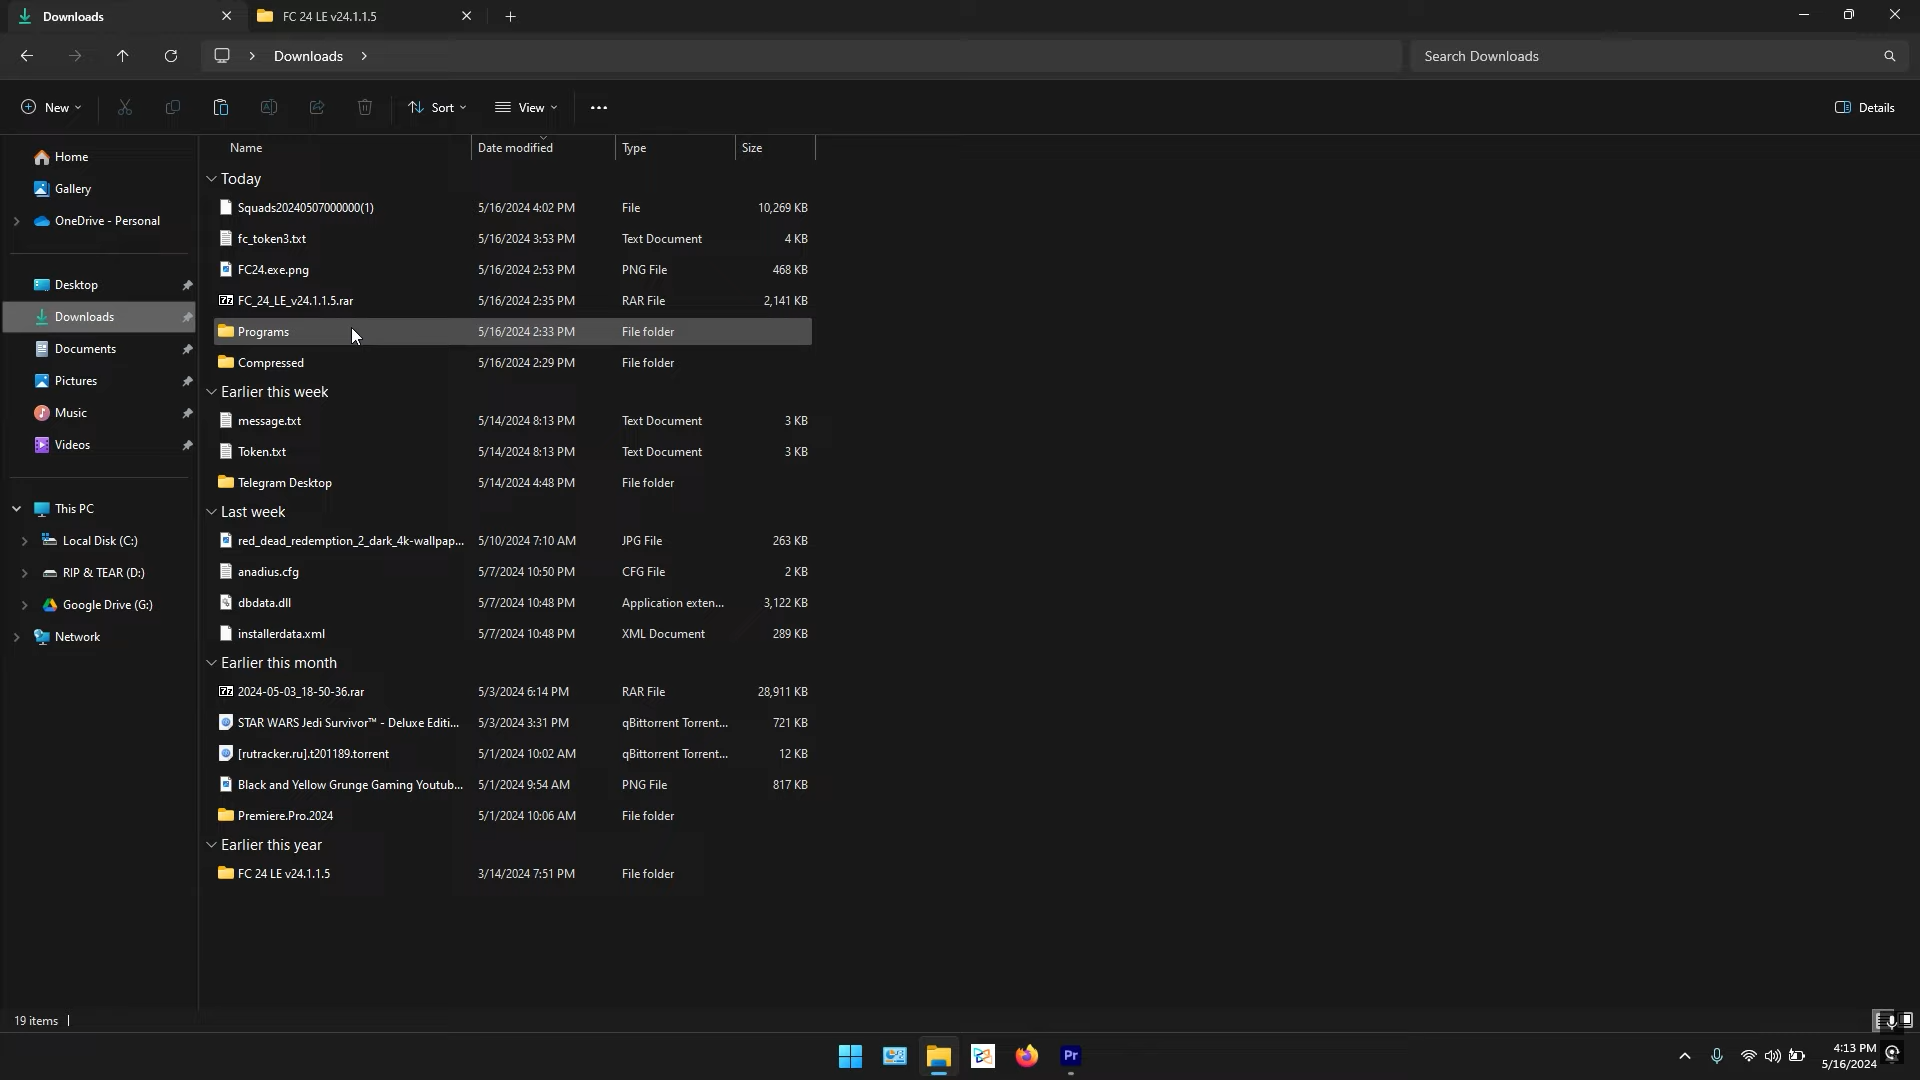 Downloads
FC 24 LE v24.1.1.5
Downloads
Search Downloads
New
Sort
View
Details
Home
Gallery
OneDrive - Personal
Desktop
Downloads
Documents
Pictures
Music
Videos
This PC
Local Disk (C:)
RIP & TEAR (D:)
Google Drive (G:)
Network
Name Date modified Type Size
Today
Squads20240507000000(1) 5/16/2024 4:02 PM File 10,269 KB
fc_token3.txt 5/16/2024 3:53 PM Text Document 4 KB
FC24.exe.png 5/16/2024 2:53 PM PNG File 468 KB
FC_24_LE_v24.1.1.5.rar 5/16/2024 2:35 PM RAR File 2,141 KB
Programs 5/16/2024 2:33 PM File folder
Compressed 5/16/2024 2:29 PM File folder
Earlier this week
message.txt 5/14/2024 8:13 PM Text Document 3 KB
Token.txt 5/14/2024 8:13 PM Text Document 3 KB
Telegram Desktop 5/14/2024 4:48 PM File folder
Last week
red_dead_redemption_2_dark_4k-wallpap... 5/10/2024 7:10 AM JPG File 263 KB
anadius.cfg 5/7/2024 10:50 PM CFG File 2 KB
dbdata.dll 5/7/2024 10:48 PM Application exten... 3,122 KB
installerdata.xml 5/7/2024 10:48 PM XML Document 289 KB
Earlier this month
2024-05-03_18-50-36.rar 5/3/2024 6:14 PM RAR File 28,911 KB
STAR WARS Jedi Survivor™ - Deluxe Editi... 5/3/2024 3:31 PM qBittorrent Torrent... 721 KB
[rutracker.ru].t201189.torrent 5/1/2024 10:02 AM qBittorrent Torrent... 12 KB
Black and Yellow Grunge Gaming Youtub... 5/1/2024 9:54 AM PNG File 817 KB
Premiere.Pro.2024 5/1/2024 10:06 AM File folder
Earlier this year
FC 24 LE v24.1.1.5 3/14/2024 7:51 PM File folder
19 items
Pr
4:13 PM
5/16/2024